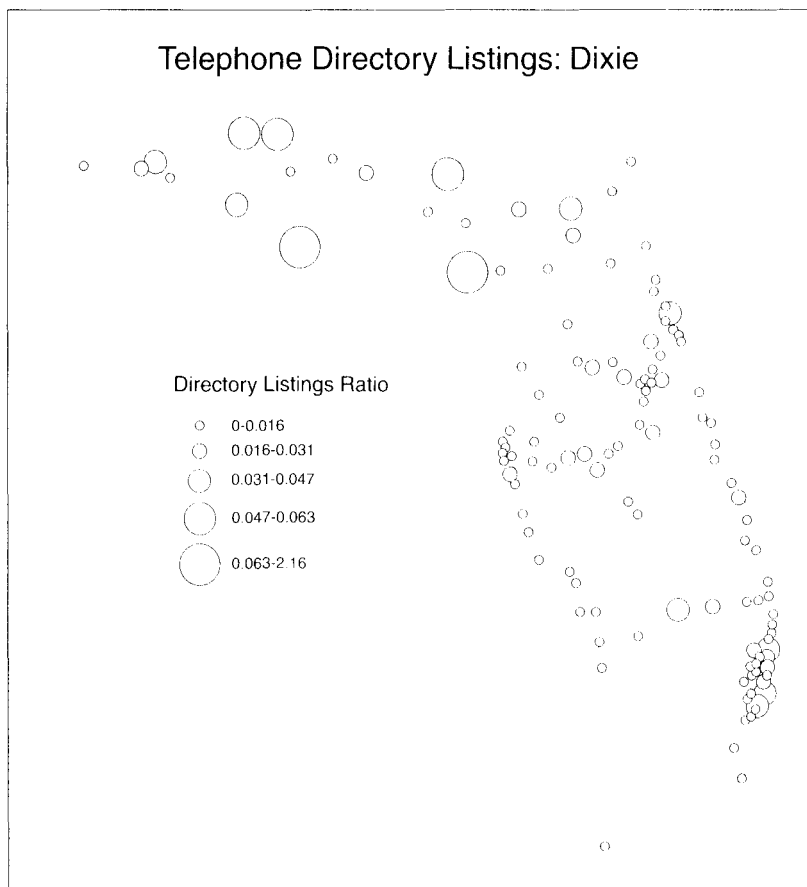 Telephone Directory Listings: Dixie
Directory Listings Ratio
0-0.016
0.016-0.031
0.031-0.047
0.047-0.063
0.063-2.16